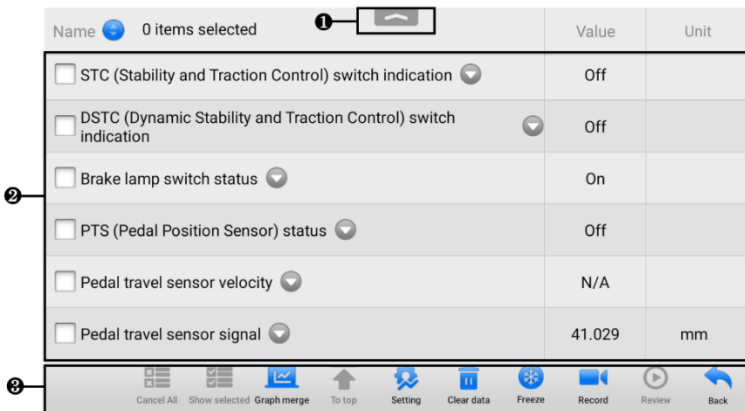 Name 0 items selected ❶ Value Unit
STC (Stability and Traction Control) switch indication Off
DSTC (Dynamic Stability and Traction Control) switch
indication Off
❷
Brake lamp switch status On
PTS (Pedal Position Sensor) status Off
Pedal travel sensor velocity N/A
Pedal travel sensor signal 41.029 mm
❸
Cancel All Show selected Graph merge To top Setting Clear data Freeze Record Review Back